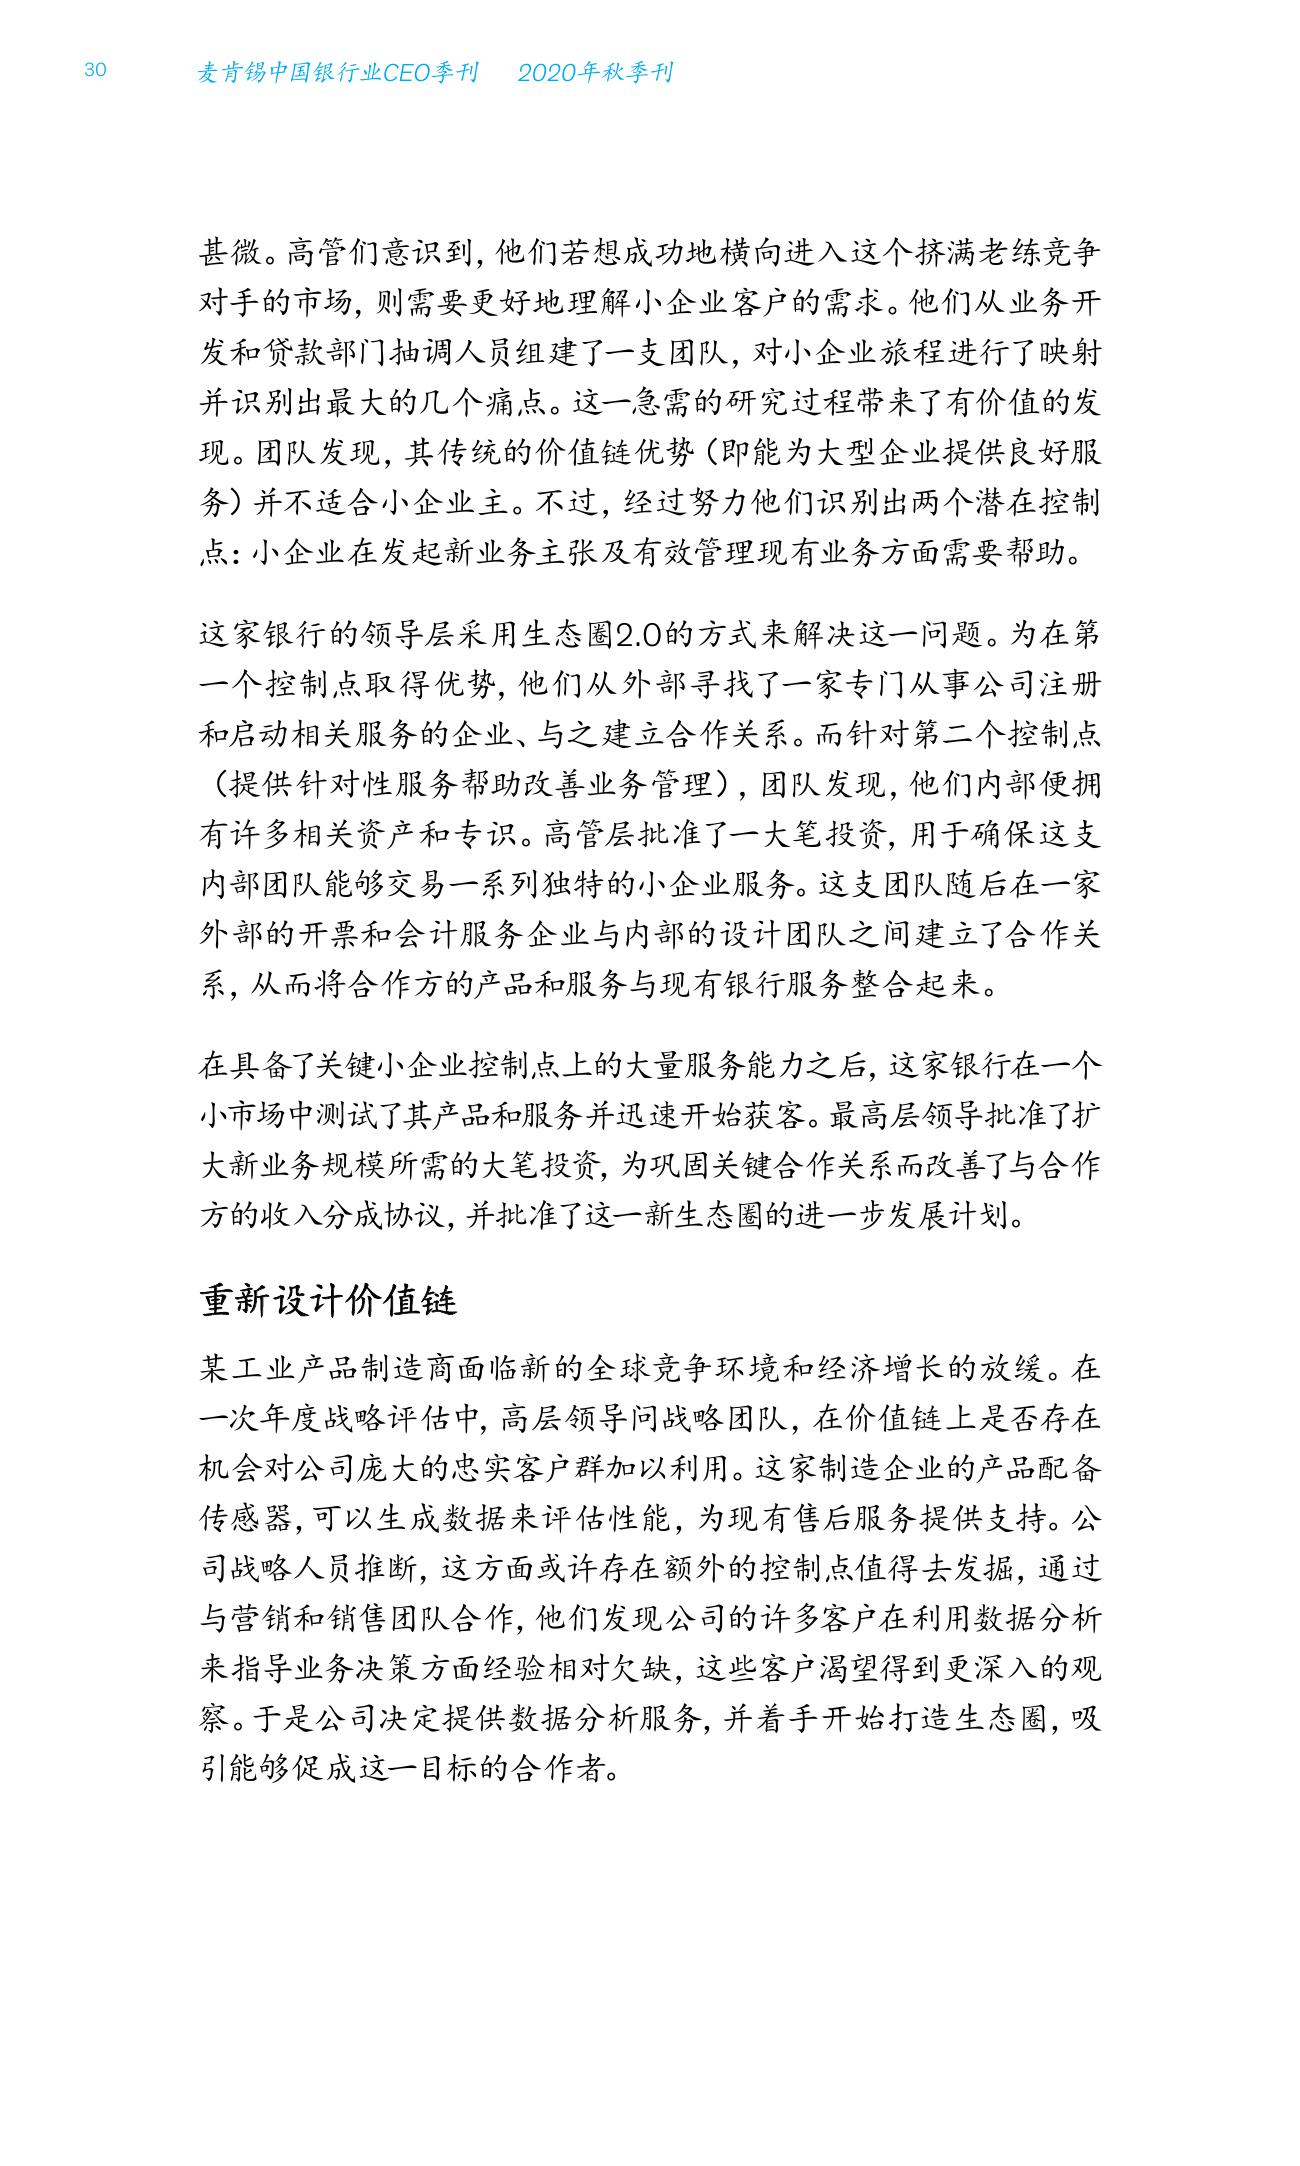 30
麦肯锡中国银行业CEO季刊 2020年秋季刊
甚微。高管们意识到，他们若想成功地横向进入这个挤满老练竞争
对手的市场，则需要更好地理解小企业客户的需求。他们从业务开
发和贷款部门抽调人员组建了一支团队，对小企业旅程进行了映射
并识别出最大的几个痛点。这一急需的研究过程带来了有价值的发
现。团队发现，其传统的价值链优势（即能为大型企业提供良好服
务）并不适合小企业主。不过，经过努力他们识别出两个潜在控制
点：小企业在发起新业务主张及有效管理现有业务方面需要帮助。
这家银行的领导层采用生态圈2.0的方式来解决这一问题。为在第
一个控制点取得优势，他们从外部寻找了一家专门从事公司注册
和启动相关服务的企业、与之建立合作关系。而针对第二个控制点
（提供针对性服务帮助改善业务管理），团队发现，他们内部便拥
有许多相关资产和专识。高管层批准了一大笔投资，用于确保这支
内部团队能够交易一系列独特的小企业服务。这支团队随后在一家
外部的开票和会计服务企业与内部的设计团队之间建立了合作关
系，从而将合作方的产品和服务与现有银行服务整合起来。
在具备了关键小企业控制点上的大量服务能力之后，这家银行在一个
小市场中测试了其产品和服务并迅速开始获客。最高层领导批准了扩
大新业务规模所需的大笔投资，为巩固关键合作关系而改善了与合作
方的收入分成协议，并批准了这一新生态圈的进一步发展计划。
重新设计价值链
某工业产品制造商面临新的全球竞争环境和经济增长的放缓。在
一次年度战略评估中，高层领导问战略团队，在价值链上是否存在
机会对公司庞大的忠实客户群加以利用。这家制造企业的产品配备
传感器，可以生成数据来评估性能，为现有售后服务提供支持。公
司战略人员推断，这方面或许存在额外的控制点值得去发掘，通过
与营销和销售团队合作，他们发现公司的许多客户在利用数据分析
来指导业务决策方面经验相对欠缺，这些客户渴望得到更深入的观
察。于是公司决定提供数据分析服务，并着手开始打造生态圈，吸
引能够促成这一目标的合作者。